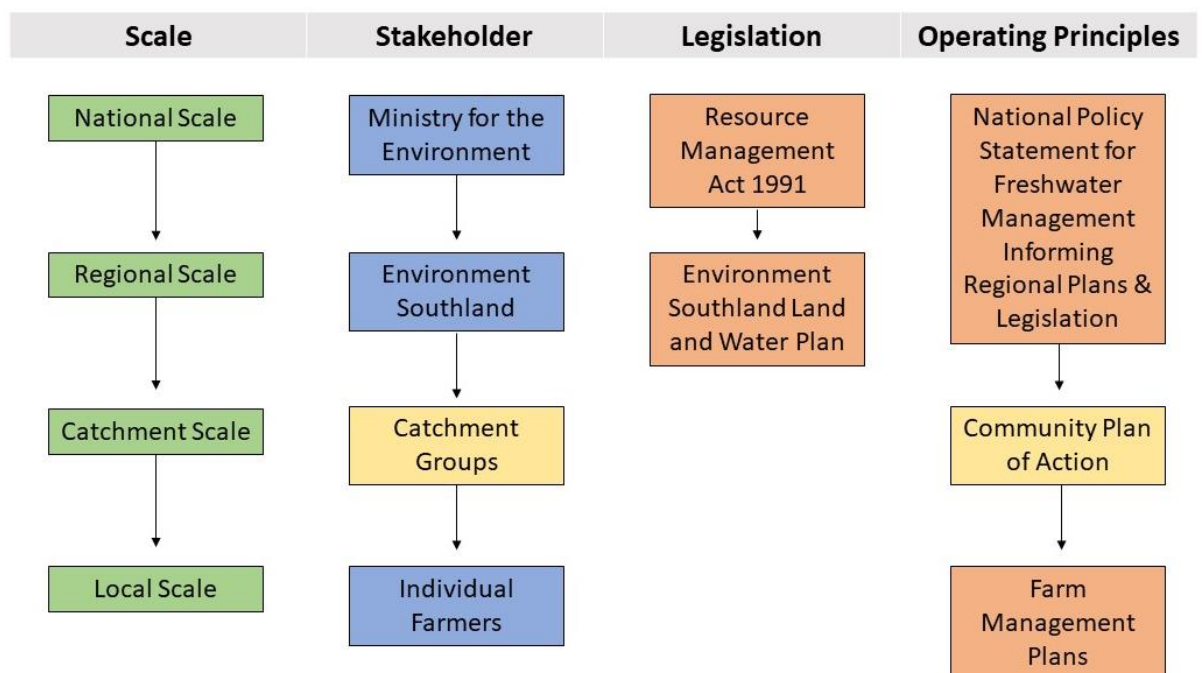 Scale
Stakeholder
Legislation
Operating Principles
National Scale
Regional Scale
Catchment Scale
Local Scale
Ministry for the
Environment
Environment
Southland
Catchment
Groups
Individual
Farmers
Resource
Management
Act 1991
Environment
Southland Land
and Water Plan
National Policy
Statement for
Freshwater
Management
Informing
Regional Plans &
Legislation
Community Plan
of Action
Farm
Management
Plans